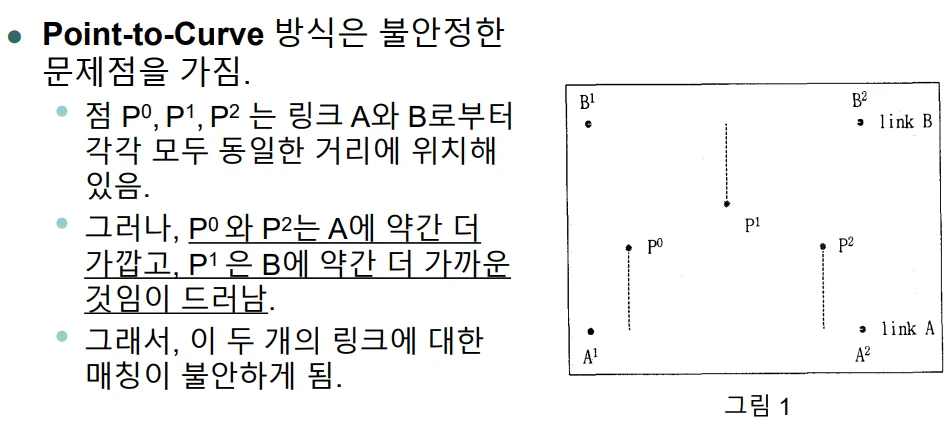 Point-to-Curve 방식은 불안정한
문제점을 가짐.
점 P⁰, P¹, P² 는 링크 A와 B로부터
각각 모두 동일한 거리에 위치해
있음.
그러나, P⁰ 와 P²는 A에 약간 더
가깝고, P¹ 은 B에 약간 더 가까운
것임이 드러남.
그래서, 이 두 개의 링크에 대한
매칭이 불안하게 됨.
B¹
B²
link B
P¹
P⁰
P²
link A
A¹
A²
그림 1